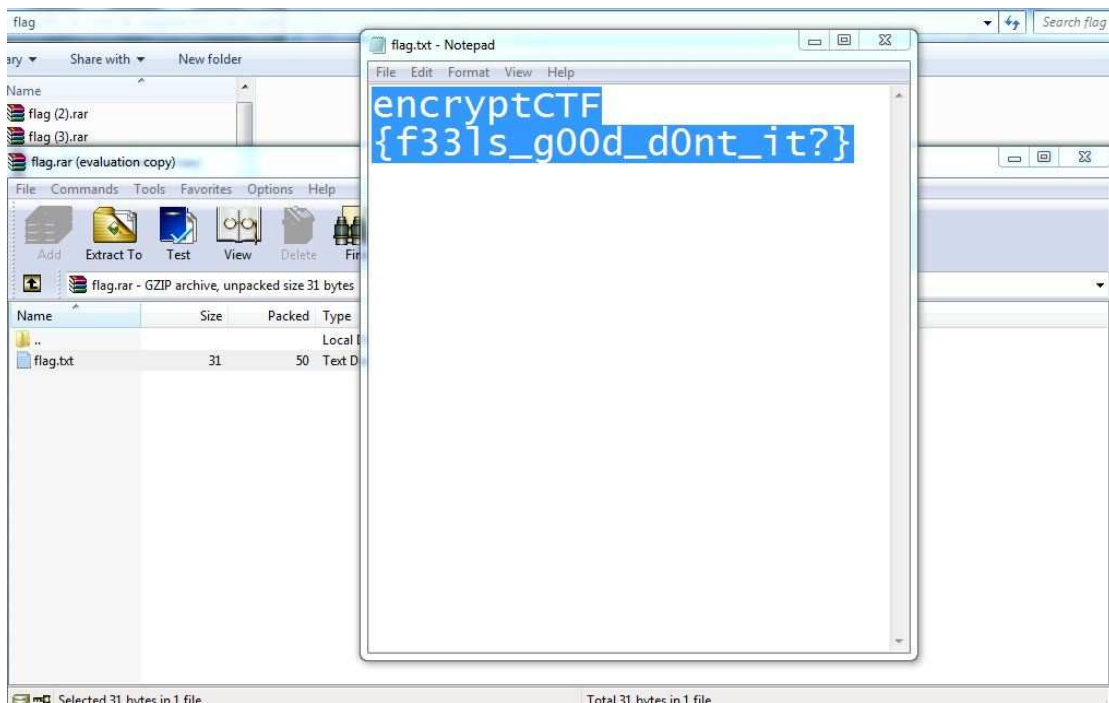 flag
Search flag
ary Share with New folder
Name
flag (2).rar
flag (3).rar
flag.txt - Notepad
File Edit Format View Help
encryptCTF
{f33ls_g00d_d0nt_it?}
flag.rar (evaluation copy)
File Commands Tools Favorites Options Help
Add Extract To Test View Delete Fin
flag.rar - GZIP archive, unpacked size 31 bytes
Name Size Packed Type
.. Local
flag.txt 31 50 Text D
Selected 31 bytes in 1 file
Total 31 bytes in 1 file